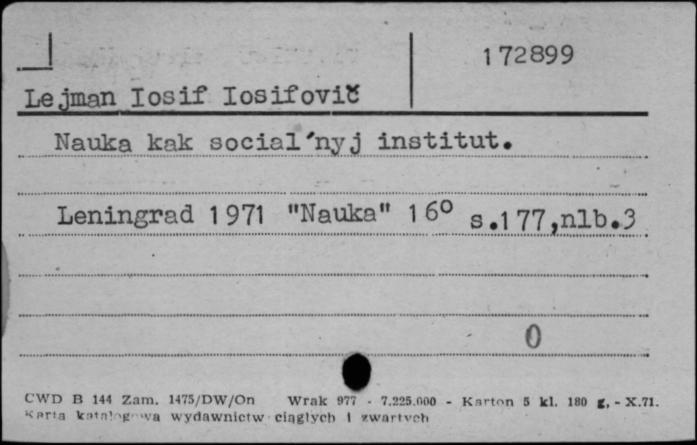 172899
Lejman Iosif Iosifovič
Nauka kak social'nyj institut.
Leningrad 1971 "Nauka" 16° s.177,nlb.3
0
CWD B 144 Zam. 1475/DW/On Wrak 977 - 7.225.000 - Karton 5 kl. 180 g, - X.71.
Karta katalogowa wydawnictw ciągłych i zwartych